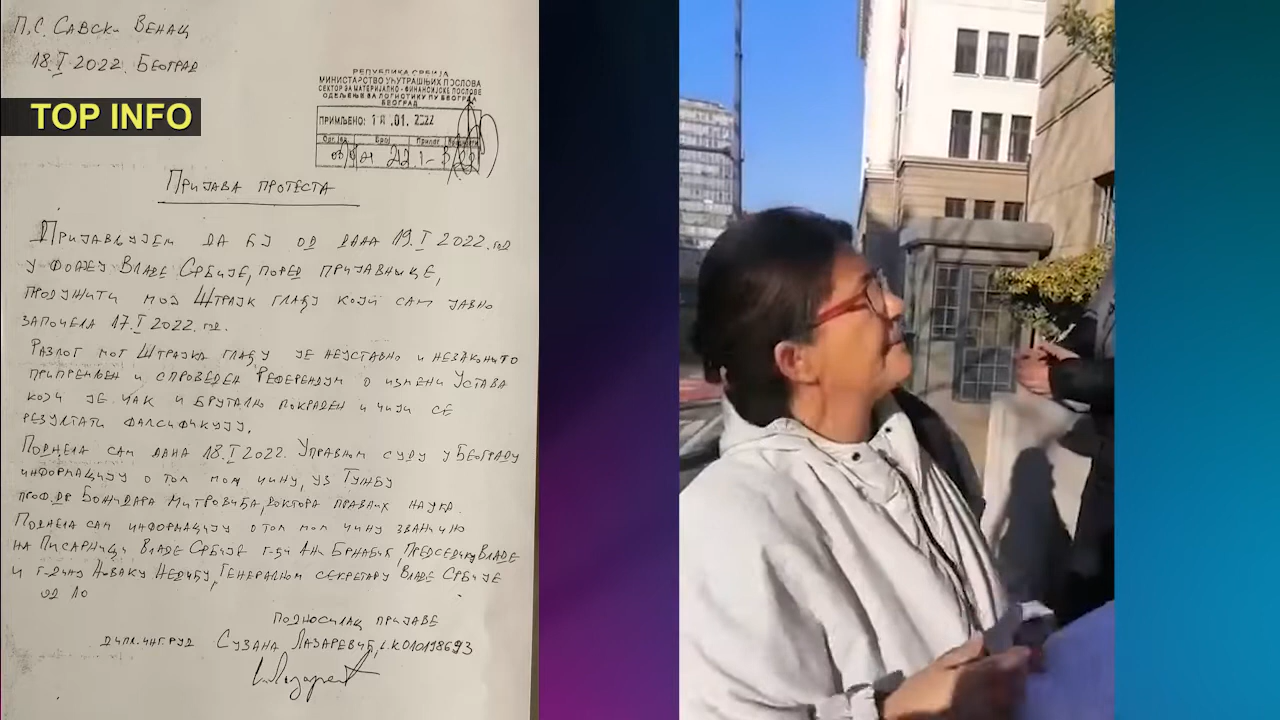 П.С. САВСКИ ВЕНАЦ
18.I 2022. БЕОГРАД
TOP INFO
РЕПУБЛИКА СРБИЈА
МИНИСТАРСТВО УНУТРАШЊИХ ПОСЛОВА
СЕКТОР ЗА МАТЕРИЈАЛНО - ФИНАНСИЈСКЕ ПОСЛОВЕ
ОДЕЉЕЊЕ ЗА ЛОГИСТИКУ ПУ БЕОГРАД
БЕОГРАД
ПРИМЉЕНО: 18.01. 2022
Орг. јед. Број Прилог
ПРИЈАВА ПРОТЕСТА
ПРИЈАВЉУЈЕМ ДА ЋУ ОД ДАНА 19.I 2022. год
У ФОАЈЕУ ВЛАДЕ СРБИЈЕ, ПОРЕД ПРИЈАВНИЦЕ,
ПРОДУЖИТИ МОЈ ШТРАЈК ГЛАЂУ КОЈИ САМ ЈАВНО
ЗАПОЧЕЛА 17.I 2022. год.
РАЗЛОГ МОГ ШТРАЈКА ГЛАЂУ ЈЕ НЕУСТАВНО И НЕЗАКОНИТО
ПРИПРЕМЉЕН И СПРОВЕДЕН РЕФЕРЕНДУМ О ИЗМЕНИ УСТАВА
КОЈИ ЈЕ ЧАК И БРУТАЛНО ПОКРАДЕН И ЧИЈИ СЕ
РЕЗУЛТАТИ ФАЛСИФИКУЈУ.
ПОДНЕЛА САМ ДАНА 18.I 2022. УПРАВНОМ СУДУ У БЕОГРАДУ
ИНФОРМАЦИЈУ О ТОМ МОМ ЧИНУ, УЗ ТУЖБУ
ПРОФ. ДР БОЖИДАРА МИТРОВИЋА, ДОКТОРА ПРАВНИХ НАУКА.
ПОДНЕЛА САМ ИНФОРМАЦИЈУ О ТОМ МОМ ЧИНУ ЗВАНИЧНО
НА ПИСАРНИЦИ ВЛАДЕ СРБИЈЕ Г-ЂИ АНИ БРНАБИЋ, ПРЕДСЕДНИКУ ВЛАДЕ
И Г-ДИНУ НОВАКУ НЕДИЋУ, ГЕНЕРАЛНОМ СЕКРЕТАРУ ВЛАДЕ СРБИЈЕ
ПОДНОСИЛАЦ ПРИЈАВЕ
ДИПЛ. ИНГ. РУД СУЗАНА ЛАЗАРЕВИЋ, Л.К 010198693